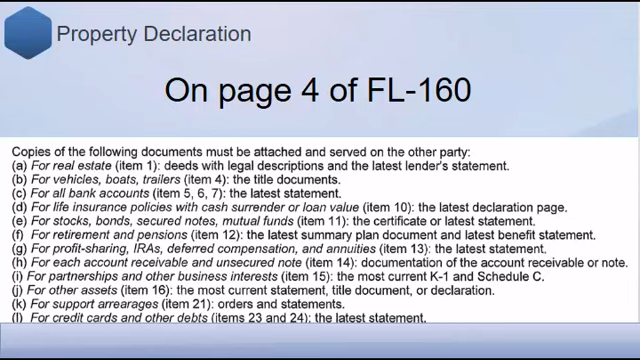 Property Declaration
On page 4 of FL-160
Copies of the following documents must be attached and served on the other party:
(a) For real estate (item 1): deeds with legal descriptions and the latest lender's statement.
(b) For vehicles, boats, trailers (item 4): the title documents.
(c) For all bank accounts (item 5, 6, 7): the latest statement.
(d) For life insurance policies with cash surrender or loan value (item 10): the latest declaration page.
(e) For stocks, bonds, secured notes, mutual funds (item 11): the certificate or latest statement.
(f) For retirement and pensions (item 12): the latest summary plan document and latest benefit statement.
(g) For profit-sharing, IRAs, deferred compensation, and annuities (item 13): the latest statement.
(h) For each account receivable and unsecured note (item 14): documentation of the account receivable or note.
(i) For partnerships and other business interests (item 15): the most current K-1 and Schedule C.
(j) For other assets (item 16): the most current statement, title document, or declaration.
(k) For support arrearages (item 21): orders and statements.
(l) For credit cards and other debts (items 23 and 24): the latest statement.